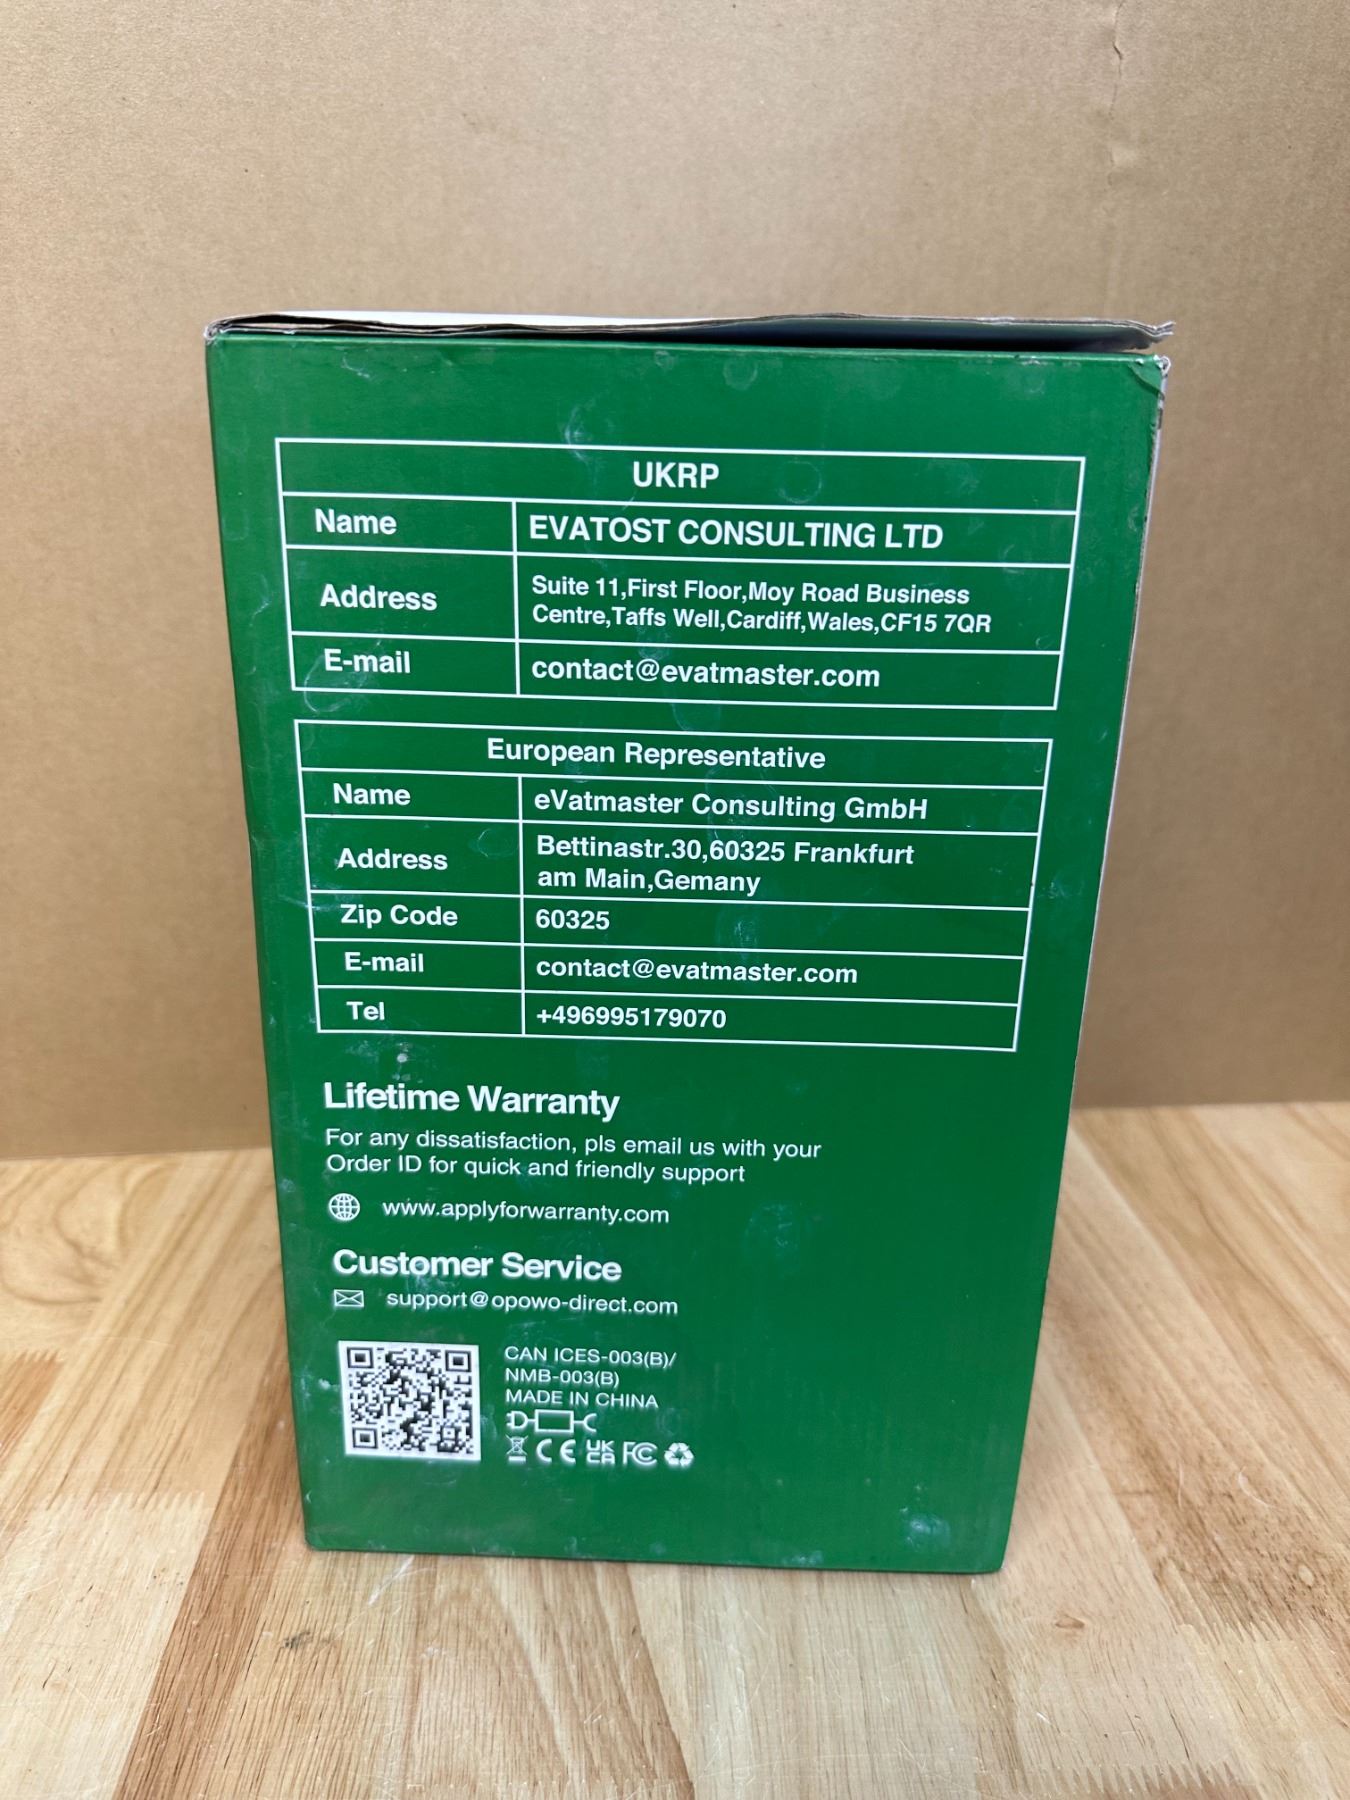 UKRP
Name EVATOST CONSULTING LTD
Address Suite 11,First Floor,Moy Road Business
Centre,Taffs Well,Cardiff,Wales,CF15 7QR
E-mail contact@evatmaster.com
European Representative
Name eVatmaster Consulting GmbH
Address Bettinastr.30,60325 Frankfurt
am Main,Gemany
Zip Code 60325
E-mail contact@evatmaster.com
Tel +496995179070
Lifetime Warranty
For any dissatisfaction, pls email us with your
Order ID for quick and friendly support
www.applyforwarranty.com
Customer Service
support@opowo-direct.com
CAN ICES-003(B)/
NMB-003(B)
MADE IN CHINA
CE UK CA FC